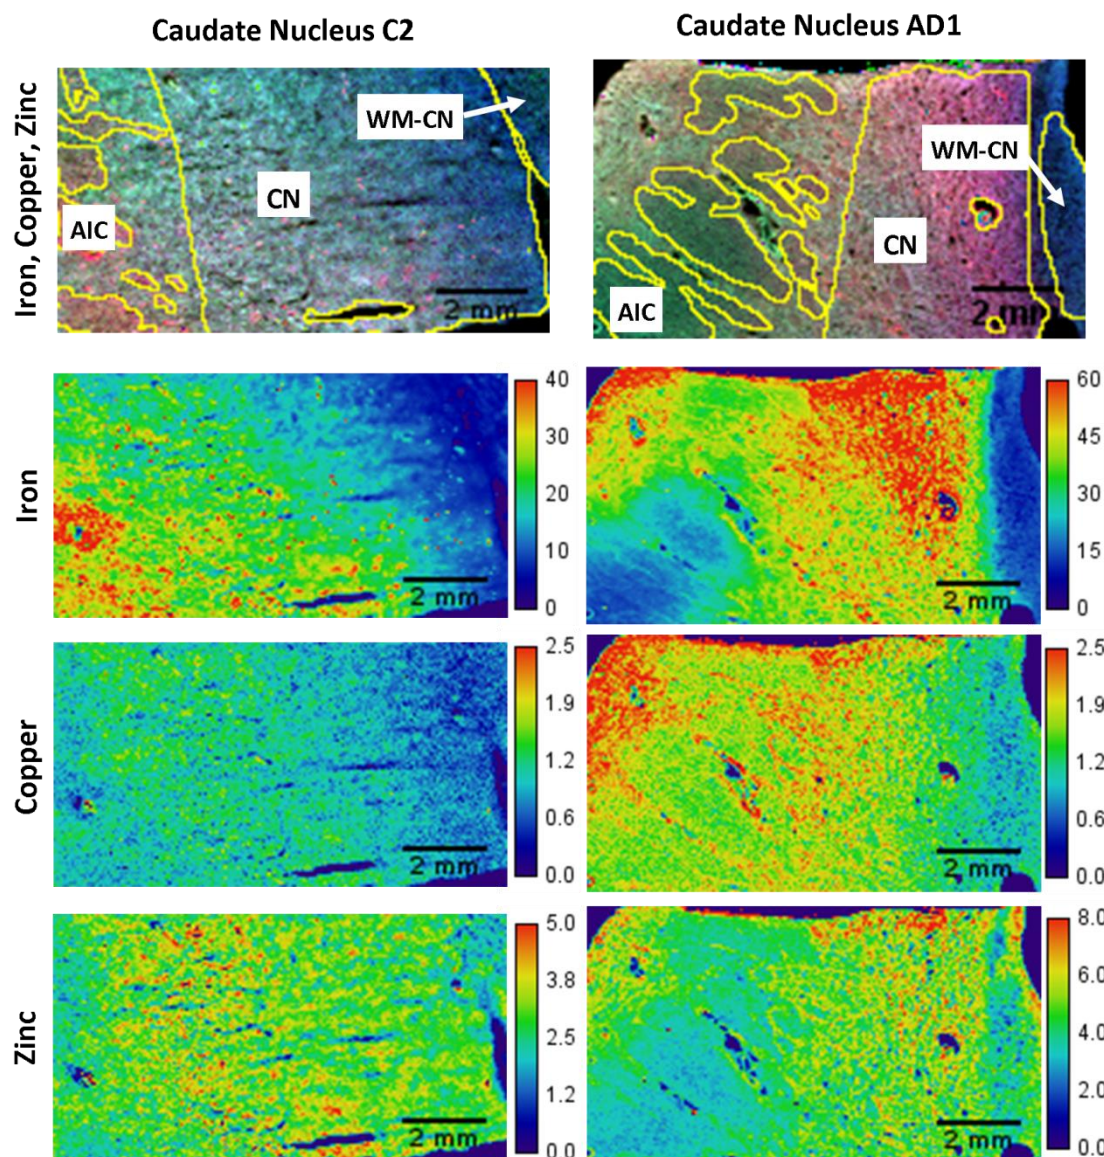 Caudate Nucleus C2
Caudate Nucleus AD1
Iron, Copper, Zinc
WM-CN
CN
AIC
2 mm
WM-CN
CN
AIC
2 mm
Iron
2 mm
40
30
20
10
0
2 mm
60
45
30
15
0
Copper
2 mm
2.5
1.9
1.2
0.6
0.0
2 mm
2.5
1.9
1.2
0.6
0.0
Zinc
2 mm
5.0
3.8
2.5
1.2
0.0
2 mm
8.0
6.0
4.0
2.0
0.0